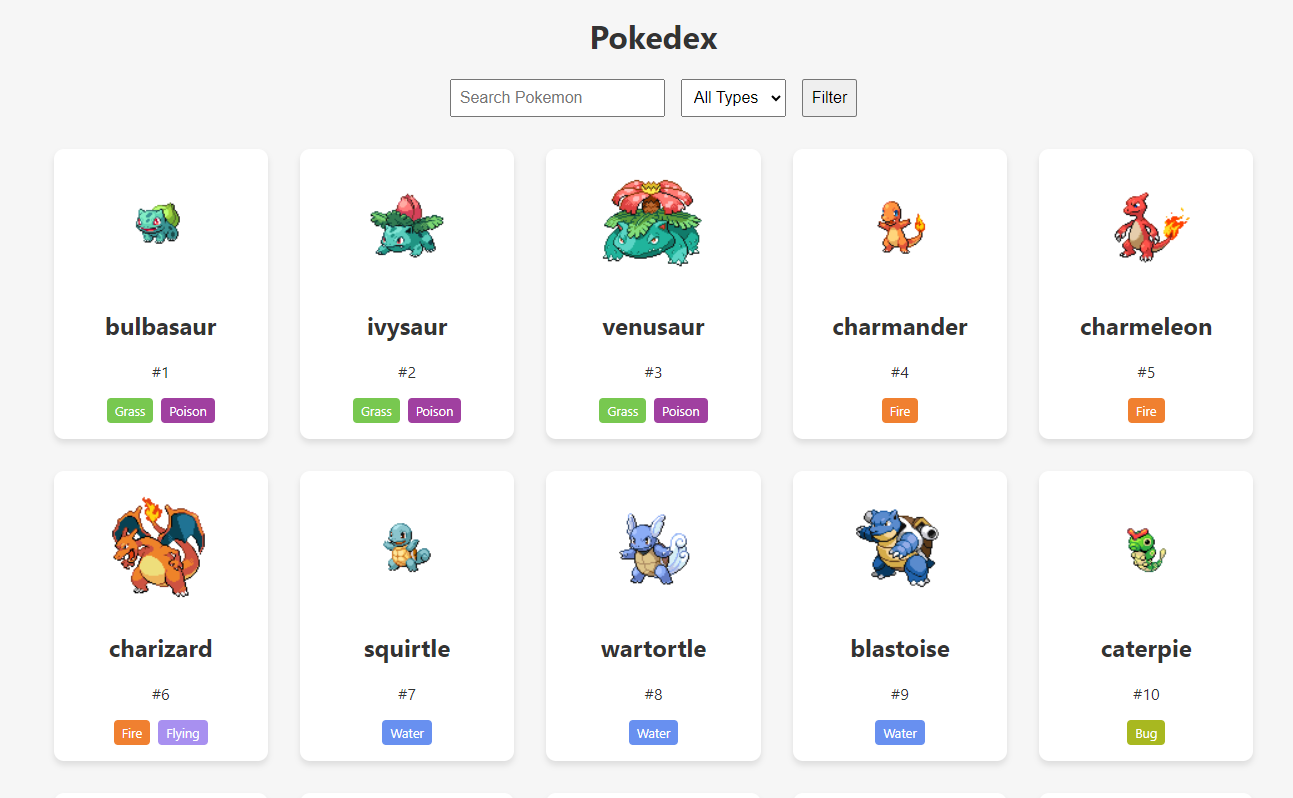 Pokedex
Search Pokemon All Types Filter
bulbasaur ivysaur venusaur charmander charmeleon
#1 #2 #3 #4 #5
Grass Poison Grass Poison Grass Poison Fire Fire
charizard squirtle wartortle blastoise caterpie
#6 #7 #8 #9 #10
Fire Flying Water Water Water Bug